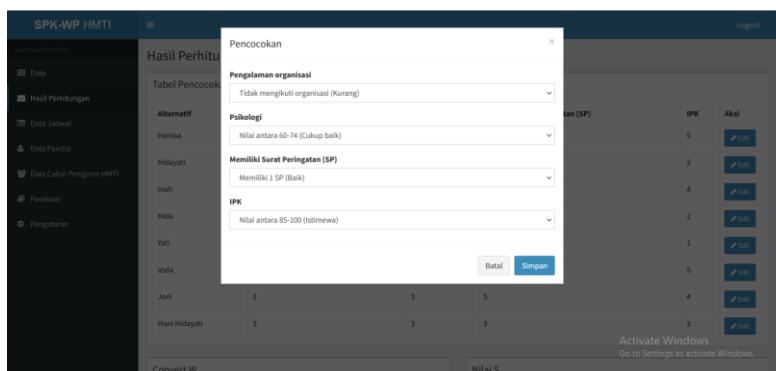 SPK-WP HMTI
Logout
Data
Hasil Perhitungan
Data Jadwal
Data Panitia
Data Calon Pengurus HMTI
Panduan
Pengaturan
Hasil Perhitu
Tabel Pencocok
Alternatif
tan (SP)
IPK
Aksi
Hanaa
5
Edit
Hidayati
2
Edit
Inah
4
Edit
Hida
2
Edit
Yati
1
Edit
asda
5
Edit
Joni
3
3
5
4
Edit
Hani Hidayati
3
3
3
2
Edit
Convert W
Nilai S
Pencocokan
×
Pengalaman organisasi
Tidak mengikuti organisasi (Kurang)
Psikologi
Nilai antara 60-74 (Cukup baik)
Memiliki Surat Peringatan (SP)
Memiliki 1 SP (Baik)
IPK
Nilai antara 85-100 (Istimewa)
Batal
Simpan
Activate Windows
Go to Settings to activate Windows.